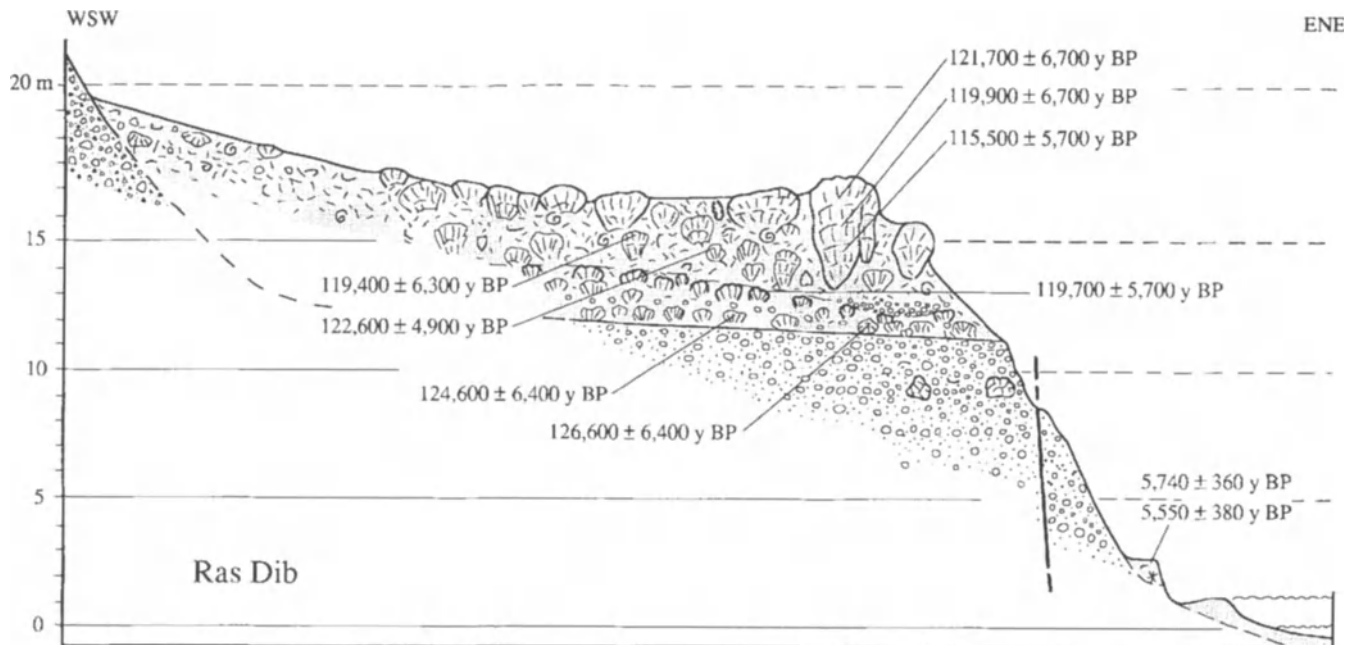 WSW
ENE
20 m
121,700 ± 6,700 y BP
119,900 ± 6,700 y BP
115,500 ± 5,700 y BP
15
119,400 ± 6,300 y BP
119,700 ± 5,700 y BP
122,600 ± 4,900 y BP
10
124,600 ± 6,400 y BP
126,600 ± 6,400 y BP
5,740 ± 360 y BP
5
5,550 ± 380 y BP
Ras Dib
0